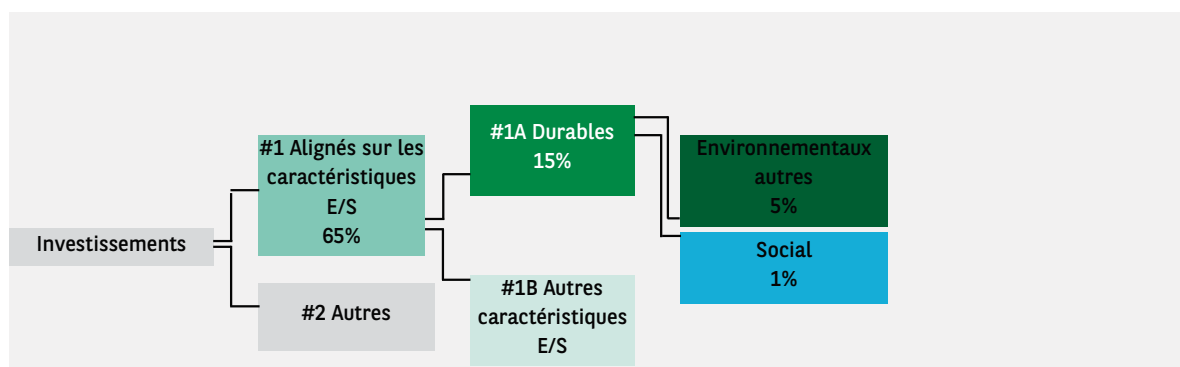 Investissements
#1 Alignés sur les
caractéristiques
E/S
65%
#2 Autres
#1A Durables
15%
#1B Autres
caractéristiques
E/S
Environnementaux
autres
5%
Social
1%